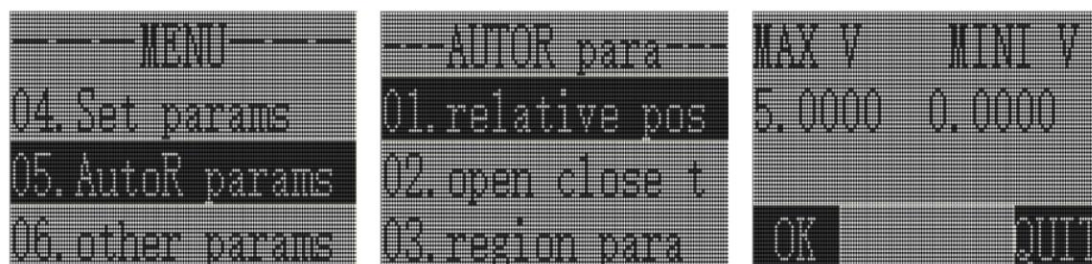 ---MENU---
04.Set params
05.AutoR params
06.other params
---AUTOR para---
01.relative pos
02.open close t
03.region para
MAX V MINI V
5.0000 0.0000
OK QUIT